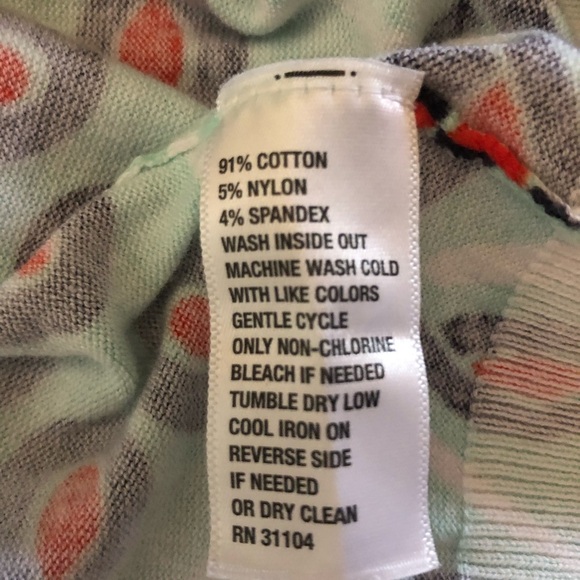 91% COTTON
5% NYLON
4% SPANDEX
WASH INSIDE OUT
MACHINE WASH COLD
WITH LIKE COLORS
GENTLE CYCLE
ONLY NON-CHLORINE
BLEACH IF NEEDED
TUMBLE DRY LOW
COOL IRON ON
REVERSE SIDE
IF NEEDED
OR DRY CLEAN
RN 31104